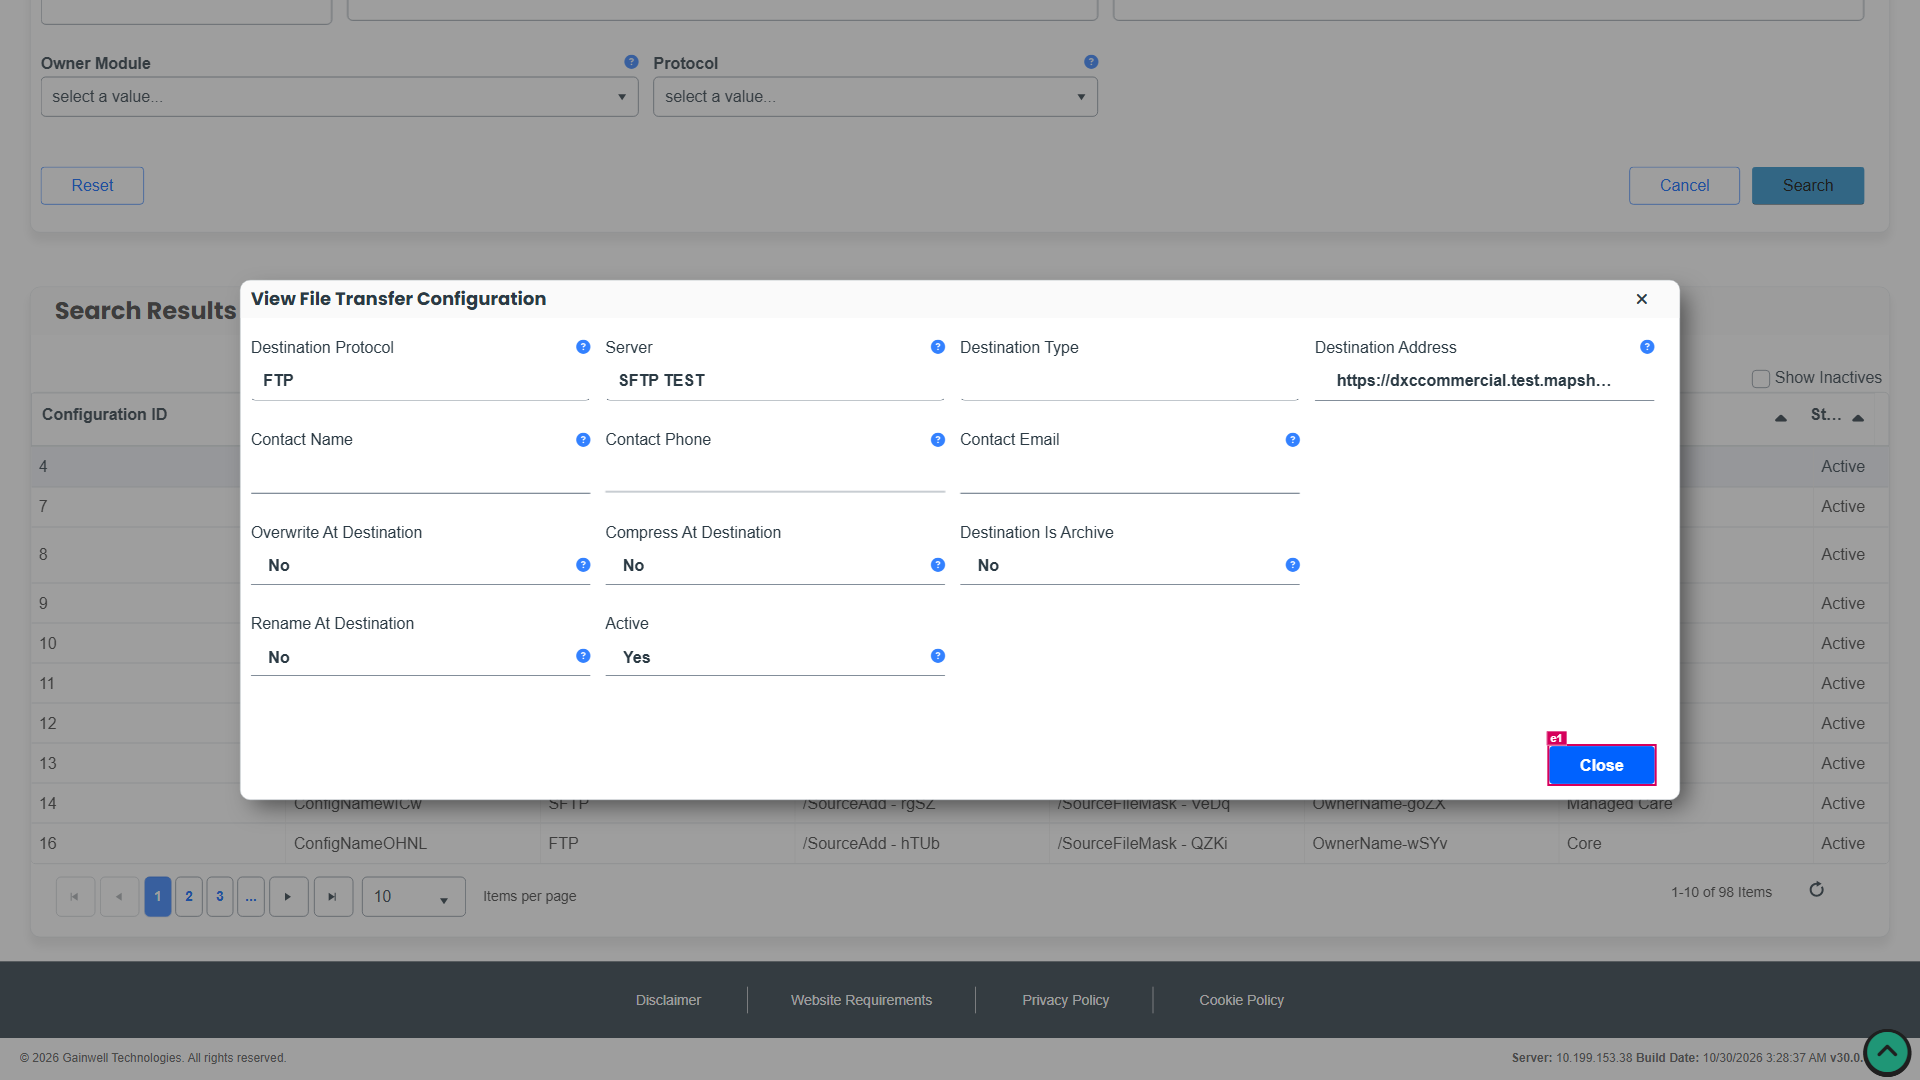 Owner Module
Protocol
select a value...
select a value...
Reset
Cancel
Search
Search Results
View File Transfer Configuration
Destination Protocol
Server
Destination Type
Destination Address
FTP
SFTP TEST
https://dxccommercial.test.mapsh...
Show Inactives
Configuration ID
St...
Contact Name
Contact Phone
Contact Email
4
Active
7
Active
Overwrite At Destination
Compress At Destination
Destination Is Archive
8
Active
No
No
No
9
Active
Rename At Destination
Active
10
Active
No
Yes
11
Active
12
Active
e1
13
Active
Close
14
ConfigNamewICw
SFTP
/SourceAdd - rgSZ
/SourceFileMask - VeDq
OwnerName-goZX
Managed Care
Active
16
ConfigNameOHNL
FTP
/SourceAdd - hTUb
/SourceFileMask - QZKi
OwnerName-wSYv
Core
Active
1
2
3
...
10
Items per page
1-10 of 98 Items
Disclaimer
Website Requirements
Privacy Policy
Cookie Policy
© 2026 Gainwell Technologies. All rights reserved.
Server: 10.199.153.38 Build Date: 10/30/2026 3:28:37 AM v30.0.